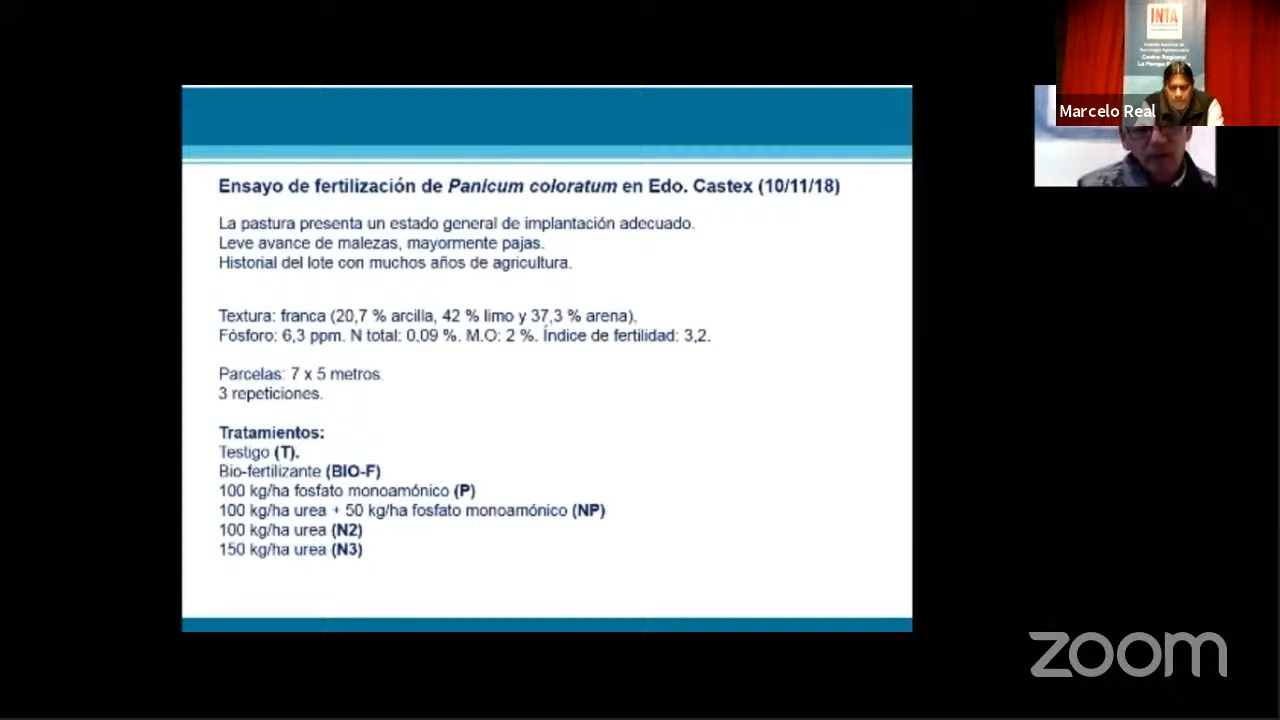 Ensayo de fertilización de Panicum coloratum en Edo. Castex (10/11/18)
La pastura presenta un estado general de implantación adecuado.
Leve avance de malezas, mayormente pajas.
Historial del lote con muchos años de agricultura.
Textura: franca (20,7 % arcilla, 42 % limo y 37,3 % arena).
Fósforo: 6,3 ppm. N total: 0,09 %. M.O: 2 %. Índice de fertilidad: 3,2.
Parcelas: 7 x 5 metros.
3 repeticiones.
Tratamientos:
Testigo (T).
Bio-fertilizante (BIO-F)
100 kg/ha fosfato monoamónico (P)
100 kg/ha urea + 50 kg/ha fosfato monoamónico (NP)
100 kg/ha urea (N2)
150 kg/ha urea (N3)
INTA
Centro Regional
La Pampa
Marcelo Real
zoom